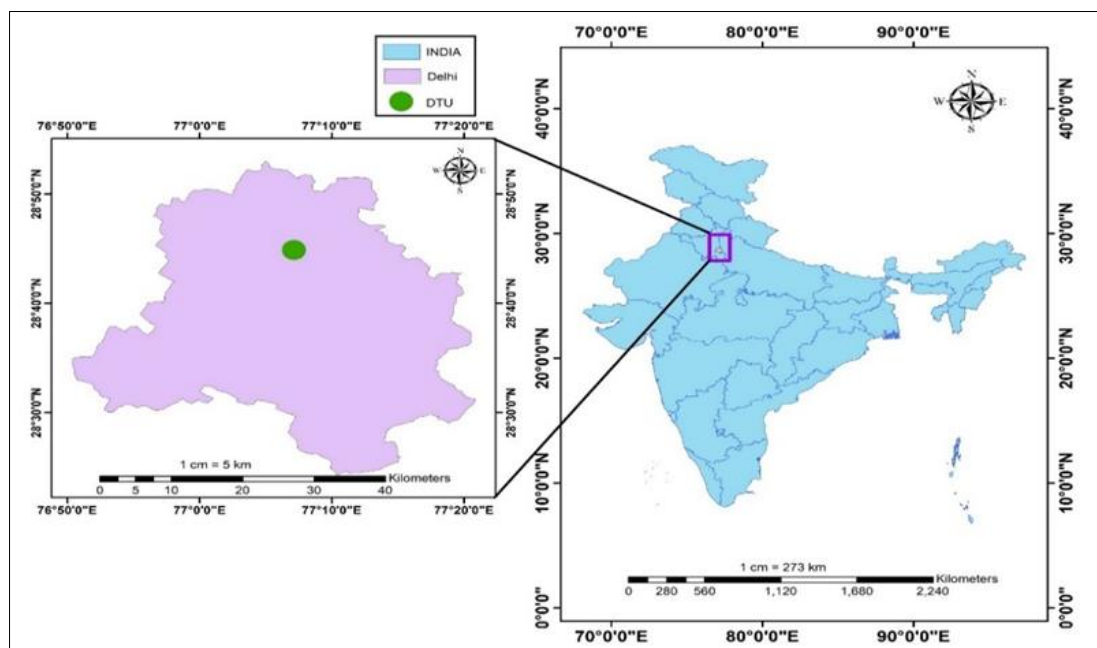 INDIA
Delhi
DTU
76°50'0"E 77°0'0"E 77°10'0"E 77°20'0"E
28°50'0"N
28°40'0"N
28°30'0"N
28°50'0"N
28°40'0"N
28°30'0"N
N
W E
S
1 cm = 5 km
Kilometers
0 5 10 20 30 40
76°50'0"E 77°0'0"E 77°10'0"E 77°20'0"E
70°0'0"E 80°0'0"E 90°0'0"E
40°0'0"N
30°0'0"N
20°0'0"N
10°0'0"N
0°0'0"
40°0'0"N
30°0'0"N
20°0'0"N
10°0'0"N
0°0'0"
N
W E
S
1 cm = 273 km
Kilometers
0 280 560 1,120 1,680 2,240
70°0'0"E 80°0'0"E 90°0'0"E